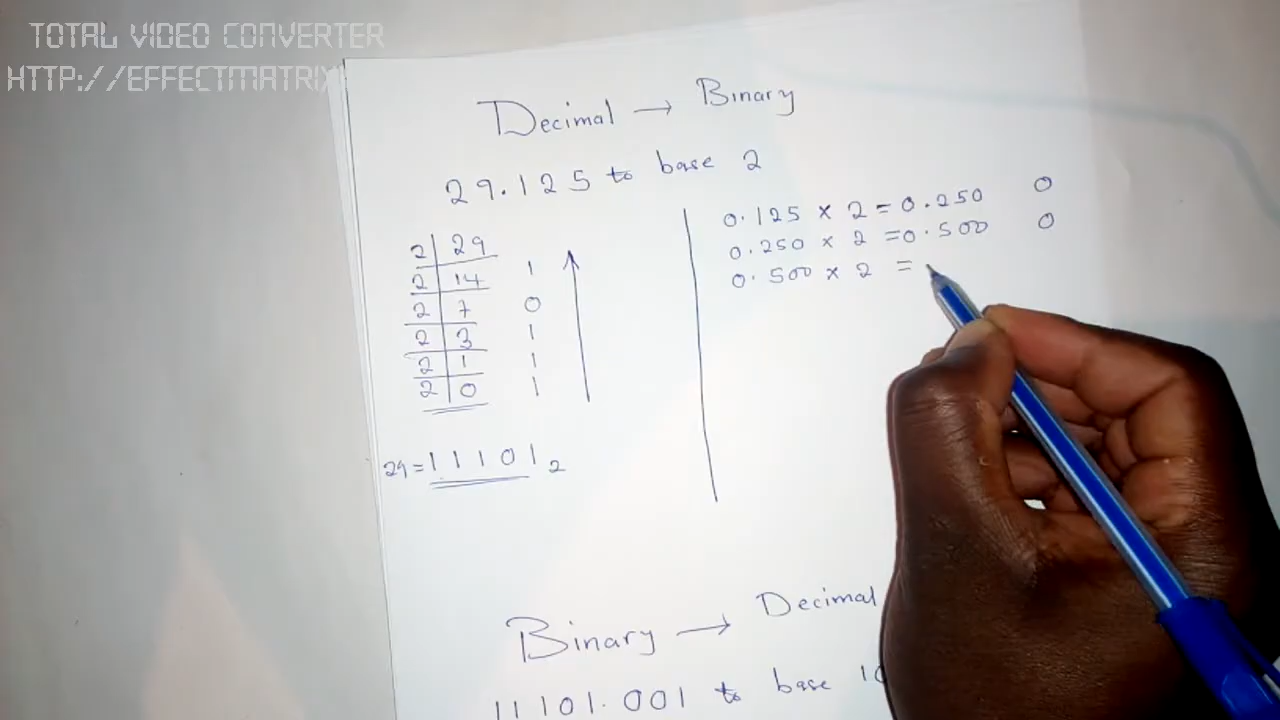 TOTAL VIDEO CONVERTER
HTTP://EFFECTMATRIX
Decimal → Binary
29.125 to base 2
2 | 29
2 | 14 1
2 | 7 0
2 | 3 1
2 | 1 1
2 | 0 1
29 = 11101₂
0.125 × 2 = 0.250 0
0.250 × 2 = 0.500 0
0.500 × 2 =
Binary → Decimal
11101.001 to base 10